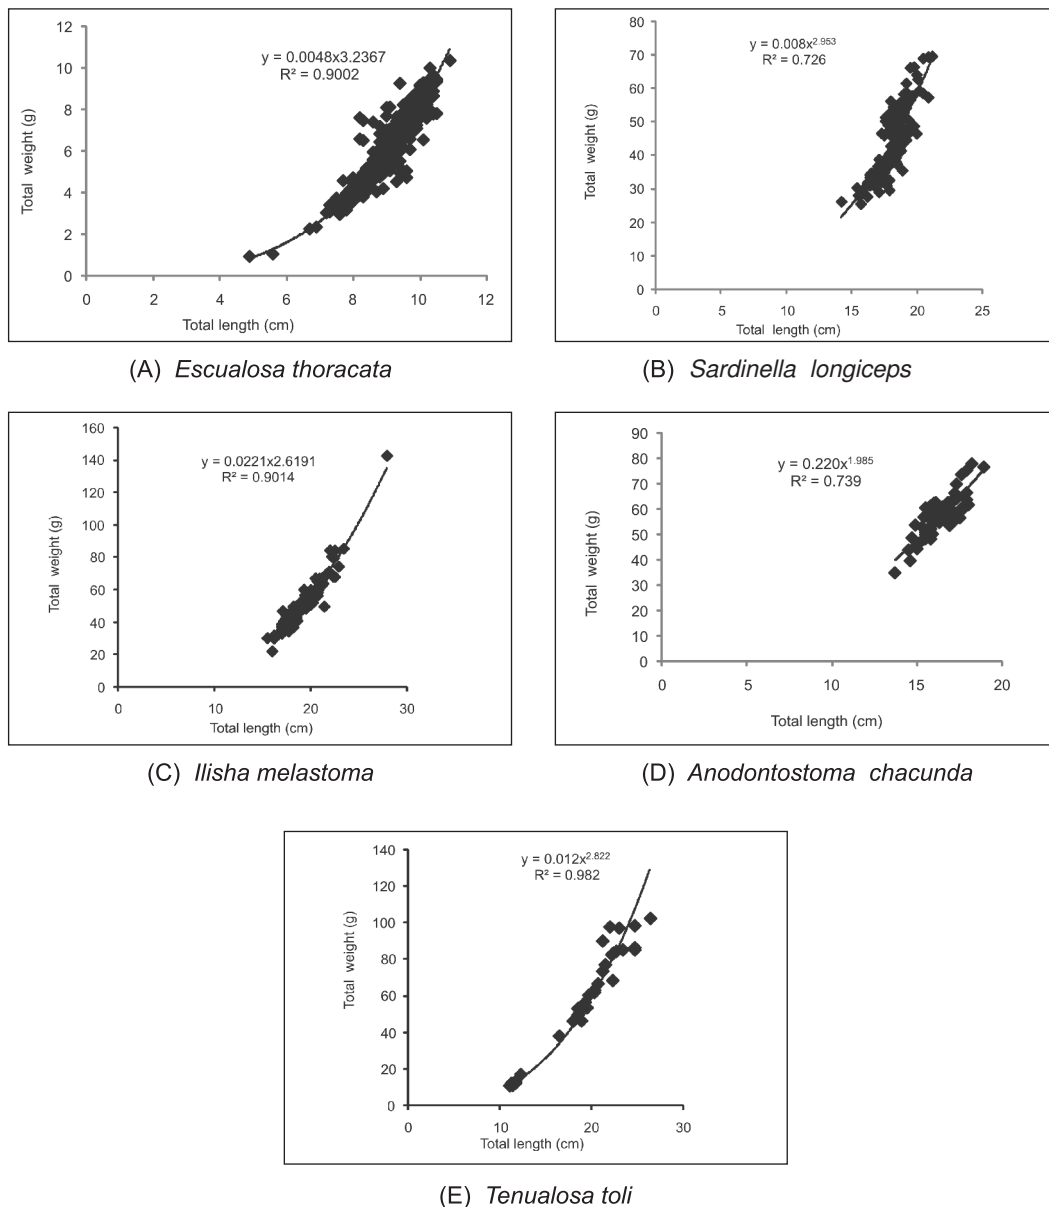 12
10
8
6
4
2
0
Total weight (g)
y = 0.0048x3.2367
R² = 0.9002
0 2 4 6 8 10 12
Total length (cm)
(A) Escualosa thoracata
80
70
60
50
40
30
20
10
0
Total weight (g)
y = 0.008x^2.953
R² = 0.726
0 5 10 15 20 25
Total length (cm)
(B) Sardinella longiceps
160
140
120
100
80
60
40
20
0
Total weight (g)
y = 0.0221x2.6191
R² = 0.9014
0 10 20 30
Total length (cm)
(C) Ilisha melastoma
90
80
70
60
50
40
30
20
10
0
Total weight (g)
y = 0.220x^1.985
R² = 0.739
0 5 10 15 20
Total length (cm)
(D) Anodontostoma chacunda
140
120
100
80
60
40
20
0
Total weight (g)
y = 0.012x^2.822
R² = 0.982
0 10 20 30
Total length (cm)
(E) Tenualosa toli